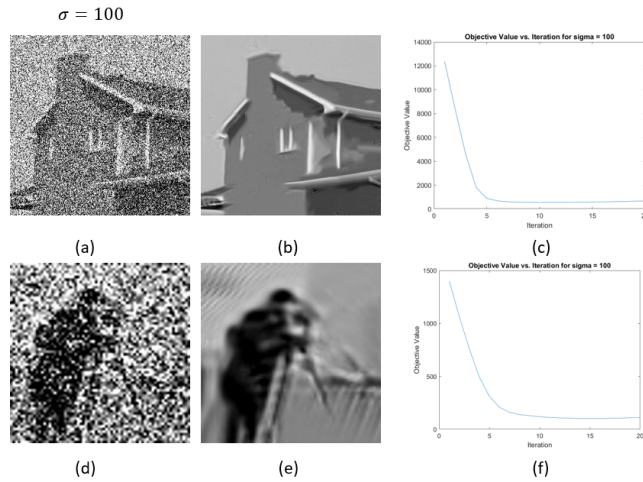 σ = 100
Objective Value vs. Iteration for sigma = 100
14000
12000
10000
8000
6000
4000
2000
0
Objective Value
0 5 10 15 20
Iteration
(a) (b) (c)
Objective Value vs. Iteration for sigma = 100
1500
1000
500
0
Objective Value
0 5 10 15 20
Iteration
(d) (e) (f)